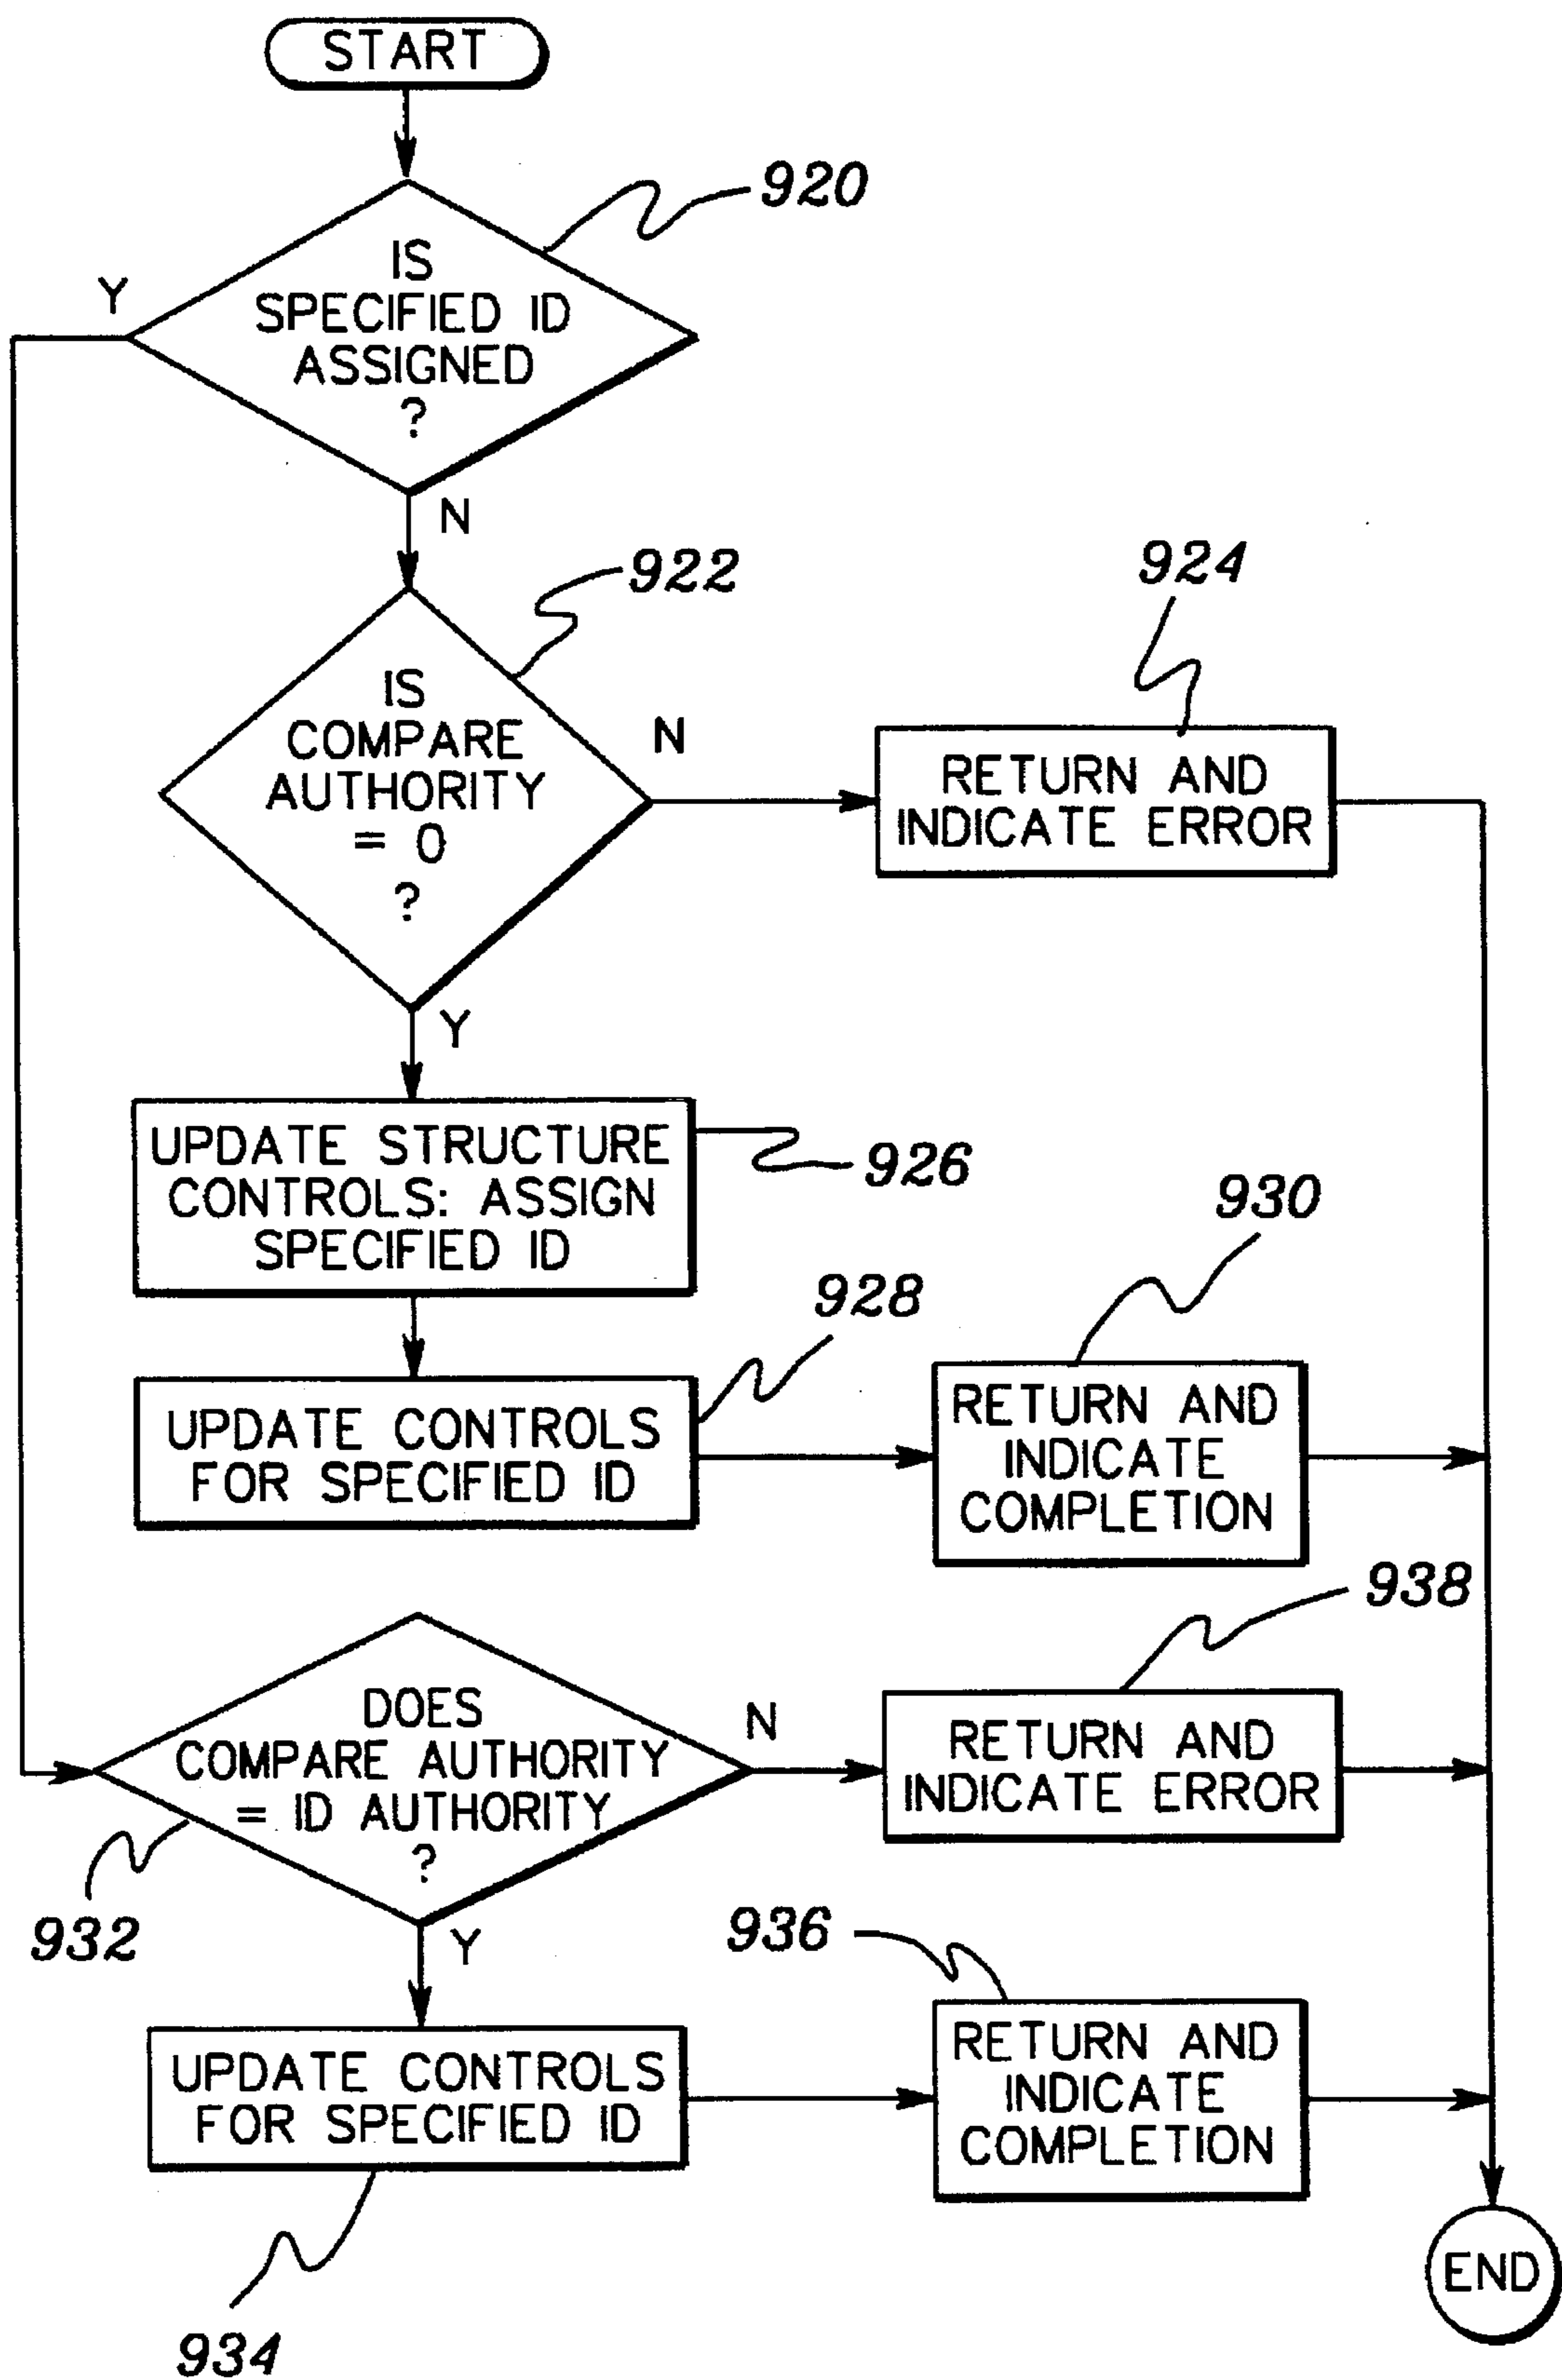 START
920
IS
SPECIFIED ID
ASSIGNED
?
Y
N
922
IS
COMPARE
AUTHORITY
= 0
?
N
924
RETURN AND
INDICATE ERROR
Y
UPDATE STRUCTURE
CONTROLS: ASSIGN
SPECIFIED ID
926
928
UPDATE CONTROLS
FOR SPECIFIED ID
930
RETURN AND
INDICATE
COMPLETION
DOES
COMPARE AUTHORITY
= ID AUTHORITY
?
932
N
938
RETURN AND
INDICATE ERROR
Y
UPDATE CONTROLS
FOR SPECIFIED ID
934
936
RETURN AND
INDICATE
COMPLETION
END